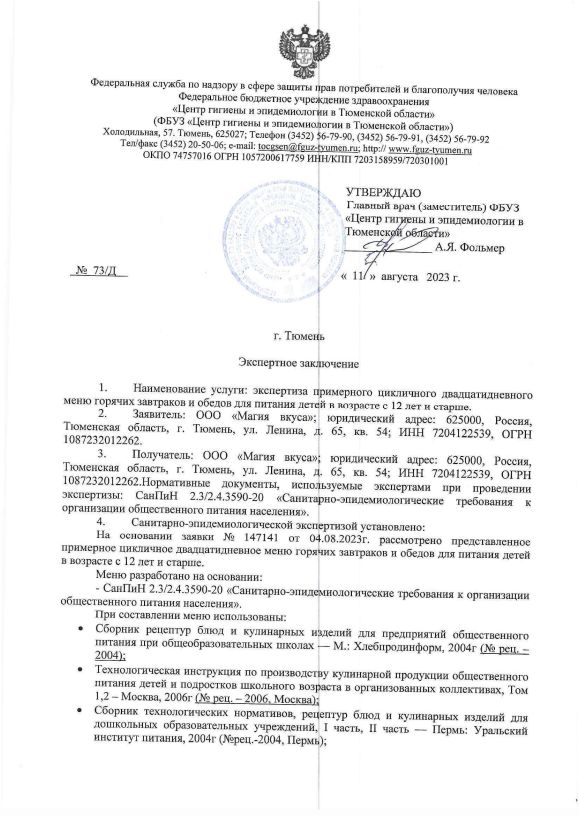 Федеральная служба по надзору в сфере защиты прав потребителей и благополучия человека
Федеральное бюджетное учреждение здравоохранения
«Центр гигиены и эпидемиологии в Тюменской области»
(ФБУЗ «Центр гигиены и эпидемиологии в Тюменской области»)
Холодильная, 57. Тюмень, 625027; Телефон (3452) 56-79-90, (3452) 56-79-91, (3452) 56-79-92
Тел/факс (3452) 20-50-06; e-mail: tocgsen@fguz-tyumen.ru; http:// www.fguz-tyumen.ru
ОКПО 74757016 ОГРН 1057200617759 ИНН/КПП 7203158959/720301001
УТВЕРЖДАЮ
Главный врач (заместитель) ФБУЗ
«Центр гигиены и эпидемиологии в
Тюменской области»
А.Я. Фольмер
№ 73/Д
« 11 » августа 2023 г.
г. Тюмень
Экспертное заключение
1. Наименование услуги: экспертиза примерного цикличного двадцатидневного
меню горячих завтраков и обедов для питания детей в возрасте с 12 лет и старше.
2. Заявитель: ООО «Магия вкуса»; юридический адрес: 625000, Россия,
Тюменская область, г. Тюмень, ул. Ленина, д. 65, кв. 54; ИНН 7204122539, ОГРН
1087232012262.
3. Получатель: ООО «Магия вкуса»; юридический адрес: 625000, Россия,
Тюменская область, г. Тюмень, ул. Ленина, д. 65, кв. 54; ИНН 7204122539, ОГРН
1087232012262.Нормативные документы, используемые экспертами при проведении
экспертизы: СанПиН 2.3/2.4.3590-20 «Санитарно-эпидемиологические требования к
организации общественного питания населения».
4. Санитарно-эпидемиологической экспертизой установлено:
На основании заявки № 147141 от 04.08.2023г. рассмотрено представленное
примерное цикличное двадцатидневное меню горячих завтраков и обедов для питания детей
в возрасте с 12 лет и старше.
Меню разработано на основании:
- СанПиН 2.3/2.4.3590-20 «Санитарно-эпидемиологические требования к организации
общественного питания населения».
При составлении меню использованы:
• Сборник рецептур блюд и кулинарных изделий для предприятий общественного
питания при общеобразовательных школах — М.: Хлебпродинформ, 2004г (№ рец. –
2004);
• Технологическая инструкция по производству кулинарной продукции общественного
питания детей и подростков школьного возраста в организованных коллективах, Том
1,2 – Москва, 2006г (№ рец. – 2006, Москва);
• Сборник технологических нормативов, рецептур блюд и кулинарных изделий для
дошкольных образовательных учреждений, I часть, II часть — Пермь: Уральский
институт питания, 2004г (№рец.-2004, Пермь);